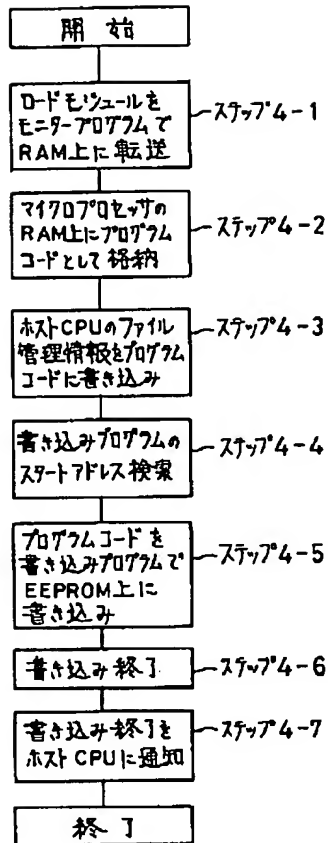 開始
ロードモジュールを
モニタープログラムで
RAM上に転送
ステップ4-1
マイクロプロセッサの
RAM上にプログラム
コードとして格納
ステップ4-2
ホストCPUのファイル
管理情報をプログラム
コードに書き込み
ステップ4-3
書き込みプログラムの
スタートアドレス検索
ステップ4-4
プログラムコードを
書き込みプログラムで
EEPROM上に
書き込み
ステップ4-5
書き込み終了
ステップ4-6
書き込み終了を
ホストCPUに通知
ステップ4-7
終了